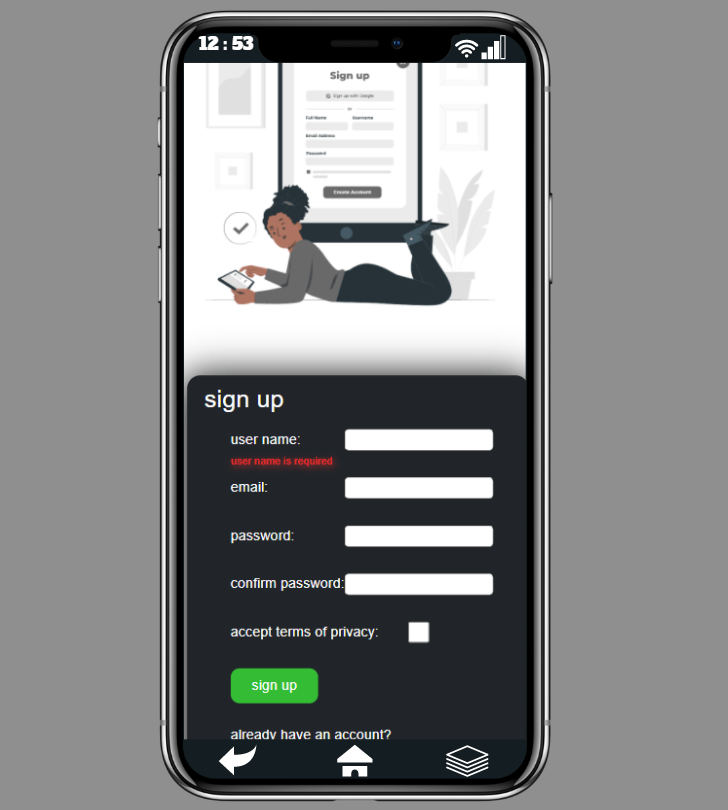 12 : 53
Sign up
Sign up with Google
Full Name Username
Email Address
Password
Create Account
sign up
user name:
user name is required
email:
password:
confirm password:
accept terms of privacy:
sign up
already have an account?